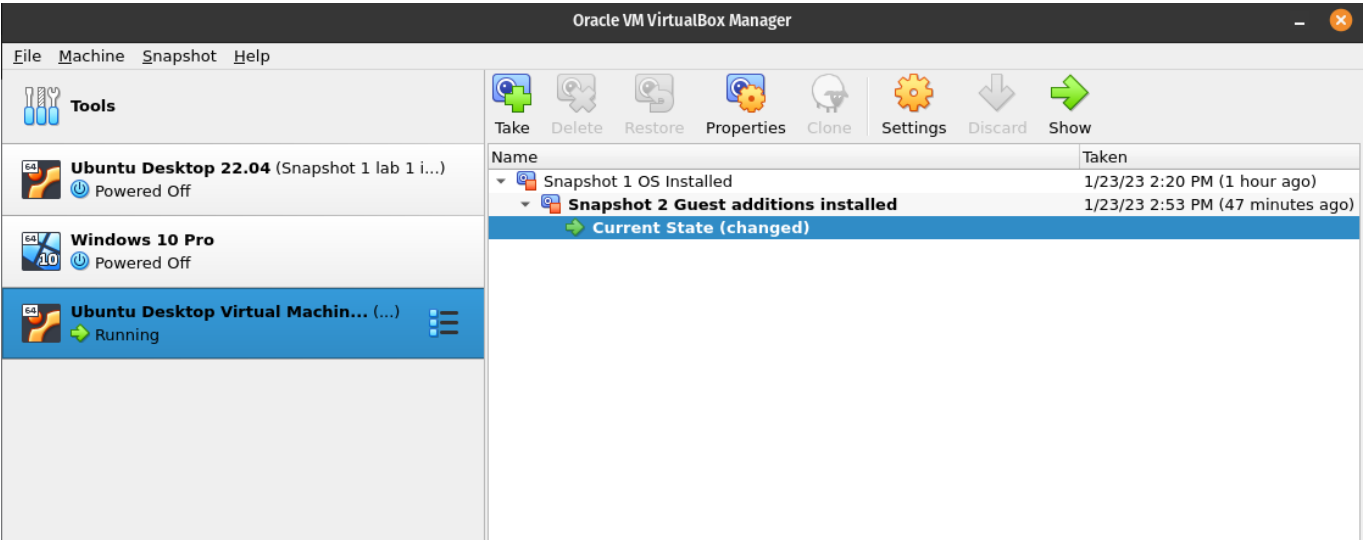 Oracle VM VirtualBox Manager
File Machine Snapshot Help
Tools
Take Delete Restore Properties Clone Settings Discard Show
Name Taken
64 Ubuntu Desktop 22.04 (Snapshot 1 lab 1 i...)
Powered Off
64 Windows 10 Pro
10 Powered Off
64 Ubuntu Desktop Virtual Machin... (...)
Running
Snapshot 1 OS Installed 1/23/23 2:20 PM (1 hour ago)
Snapshot 2 Guest additions installed 1/23/23 2:53 PM (47 minutes ago)
Current State (changed)